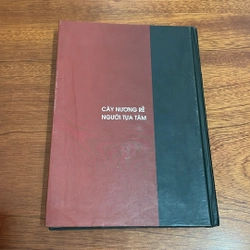 CÂY NƯƠNG RỄ
NGƯỜI TỰA TÂM